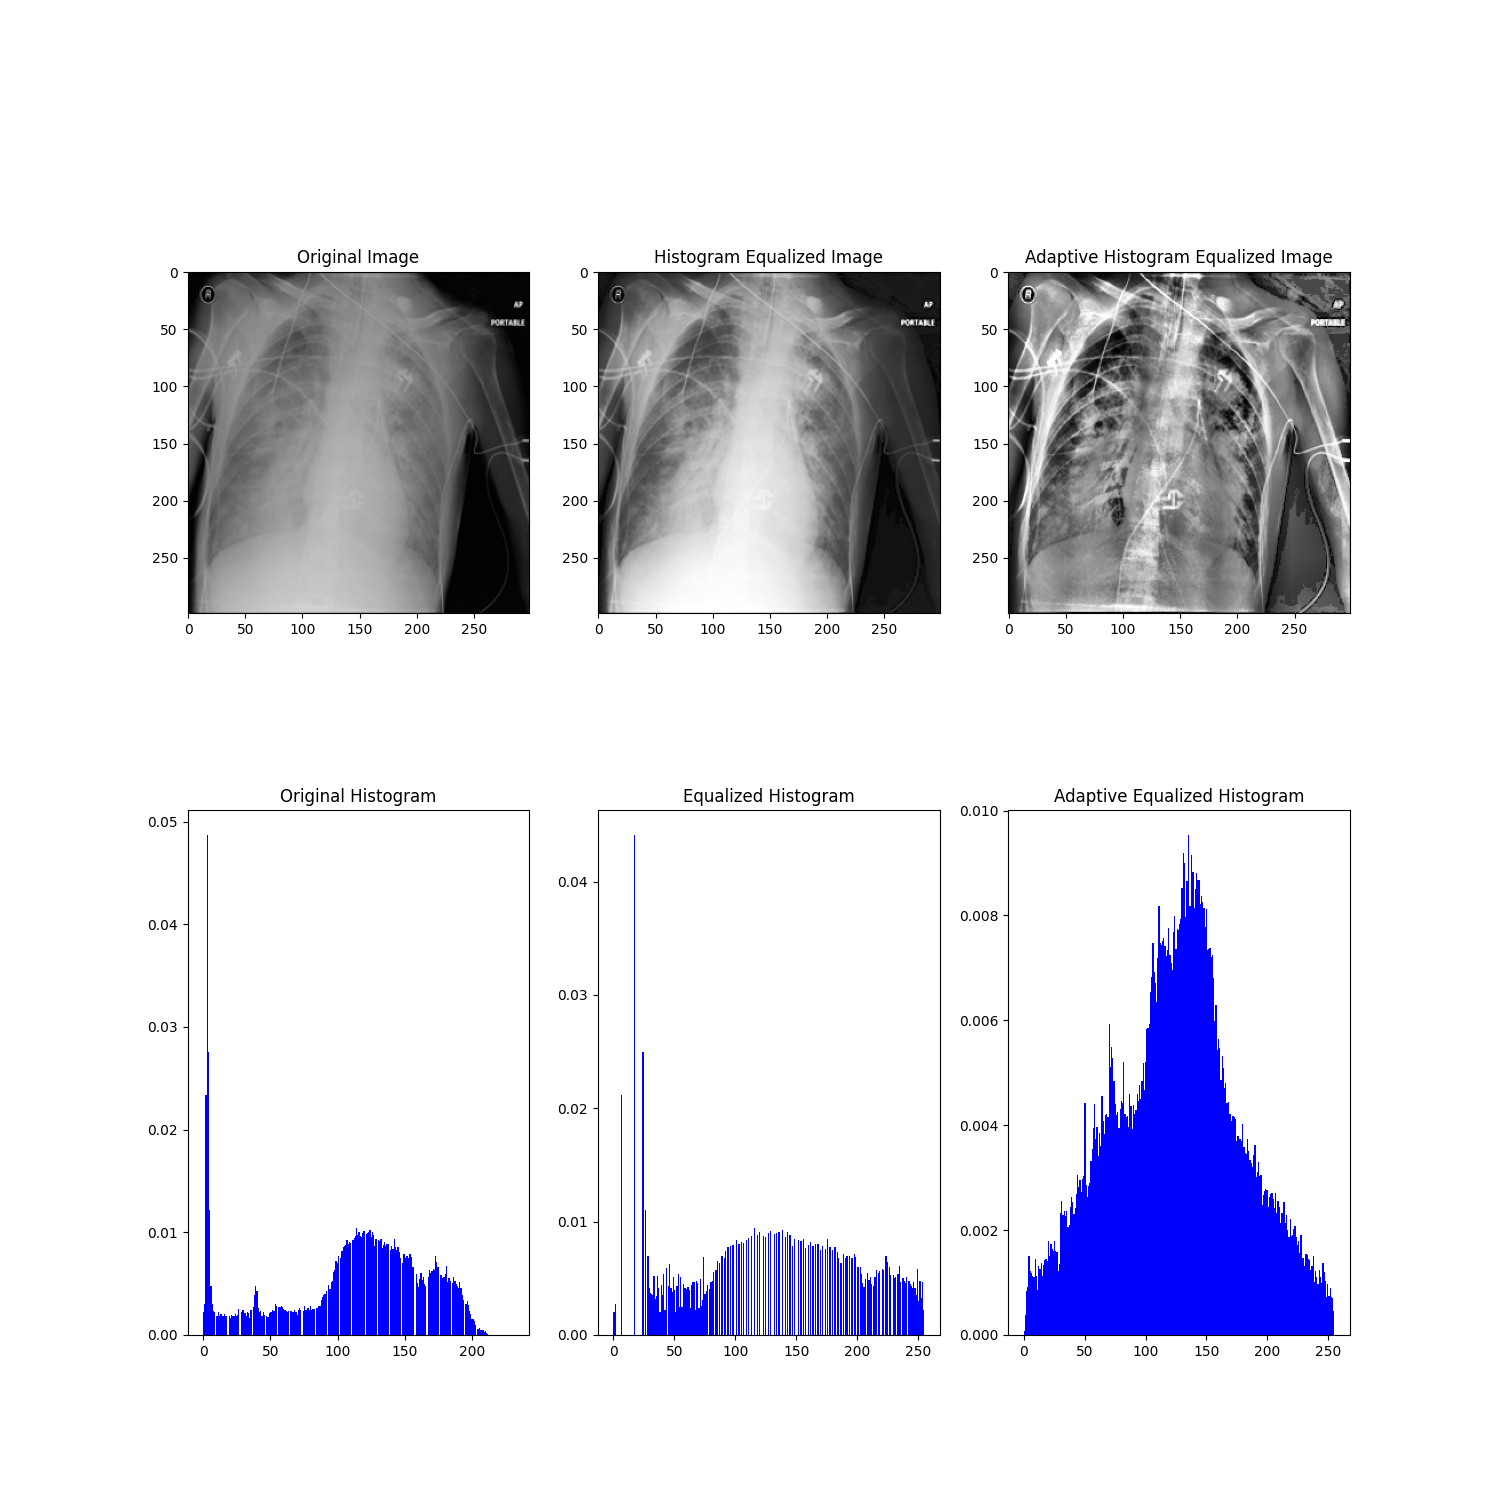 Original Image
Histogram Equalized Image
Adaptive Histogram Equalized Image
0
50
100
150
200
250
0 50 100 150 200 250
R
AP
PORTABLE
0
50
100
150
200
250
0 50 100 150 200 250
R
AP
PORTABLE
0
50
100
150
200
250
0 50 100 150 200 250
R
AP
PORTABLE
Original Histogram
Equalized Histogram
Adaptive Equalized Histogram
0.05
0.04
0.03
0.02
0.01
0.00
0 50 100 150 200
0.04
0.03
0.02
0.01
0.00
0 50 100 150 200 250
0.010
0.008
0.006
0.004
0.002
0.000
0 50 100 150 200 250